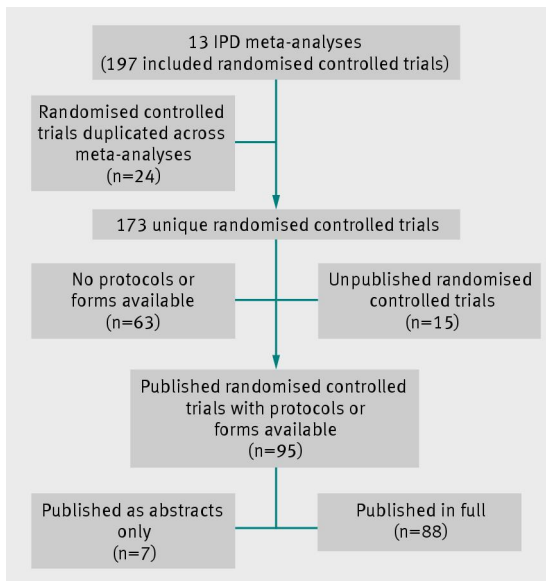 13 IPD meta-analyses
(197 included randomised controlled trials)
Randomised controlled
trials duplicated across
meta-analyses
(n=24)
173 unique randomised controlled trials
No protocols or
forms available
(n=63)
Unpublished randomised
controlled trials
(n=15)
Published randomised controlled
trials with protocols or
forms available
(n=95)
Published as abstracts
only
(n=7)
Published in full
(n=88)